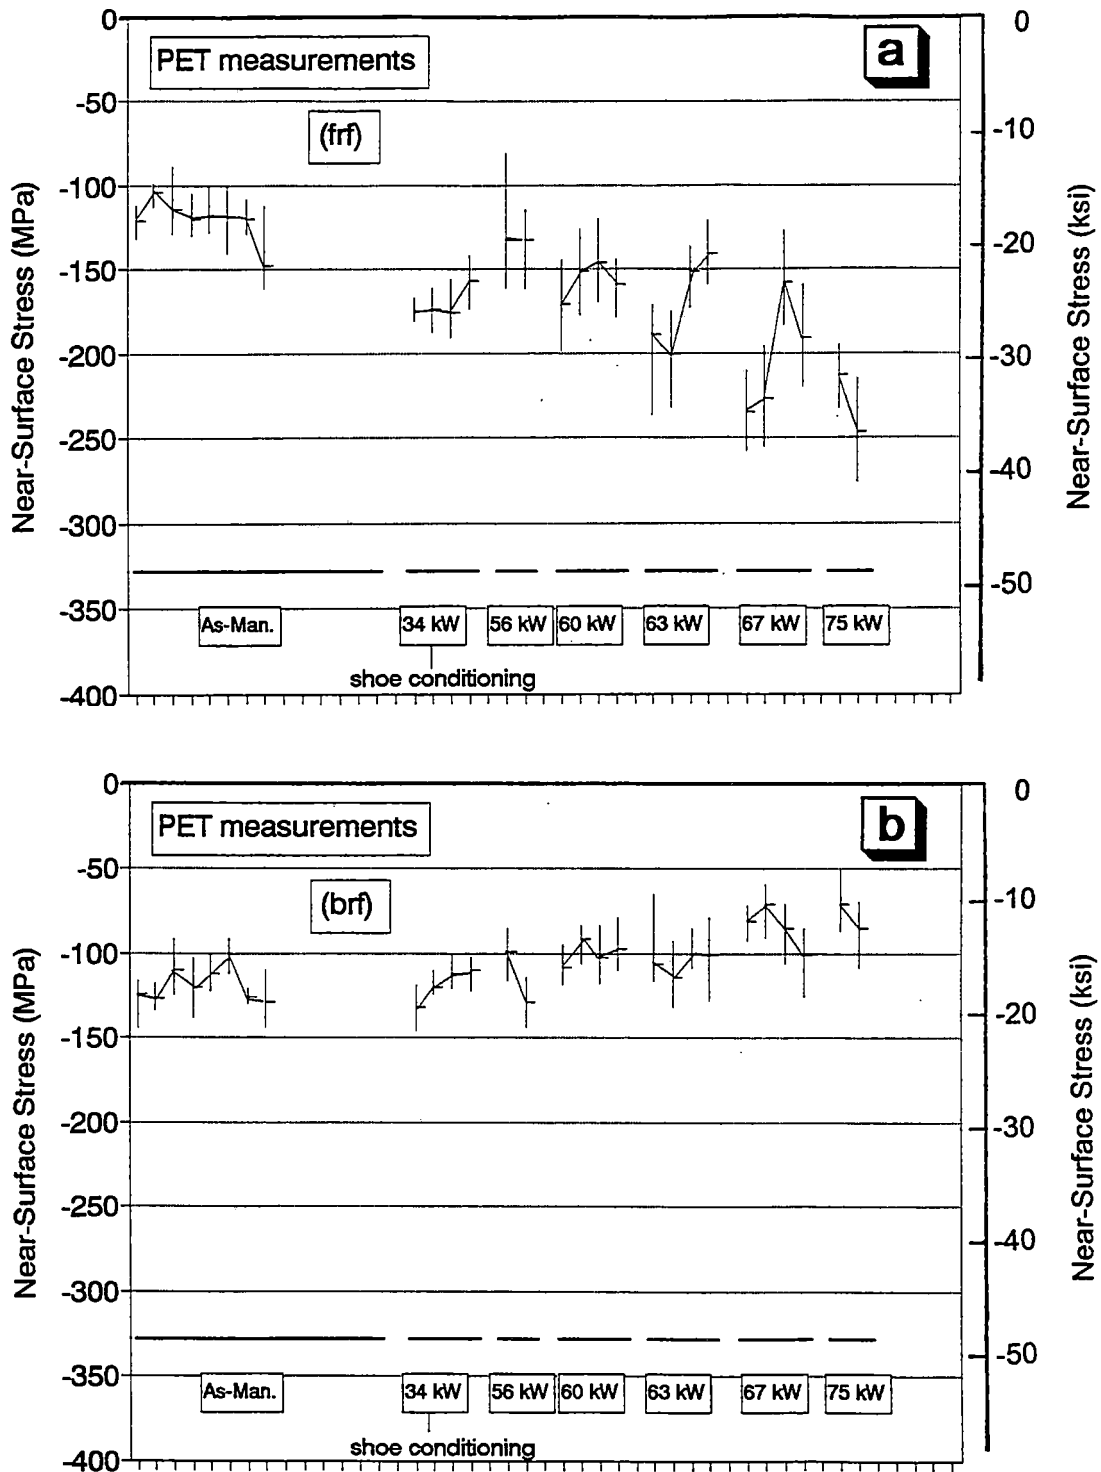 0
0
PET measurements
a
-50
(frf)
-10
-100
-150
-20
-200
-30
-250
-40
-300
-50
-350
As-Man.
34 kW
56 kW
60 kW
63 kW
67 kW
75 kW
shoe conditioning
-400
Near-Surface Stress (MPa)
Near-Surface Stress (ksi)
0
0
PET measurements
b
-50
(brf)
-10
-100
-150
-20
-200
-30
-250
-40
-300
-50
-350
As-Man.
34 kW
56 kW
60 kW
63 kW
67 kW
75 kW
shoe conditioning
-400
Near-Surface Stress (MPa)
Near-Surface Stress (ksi)